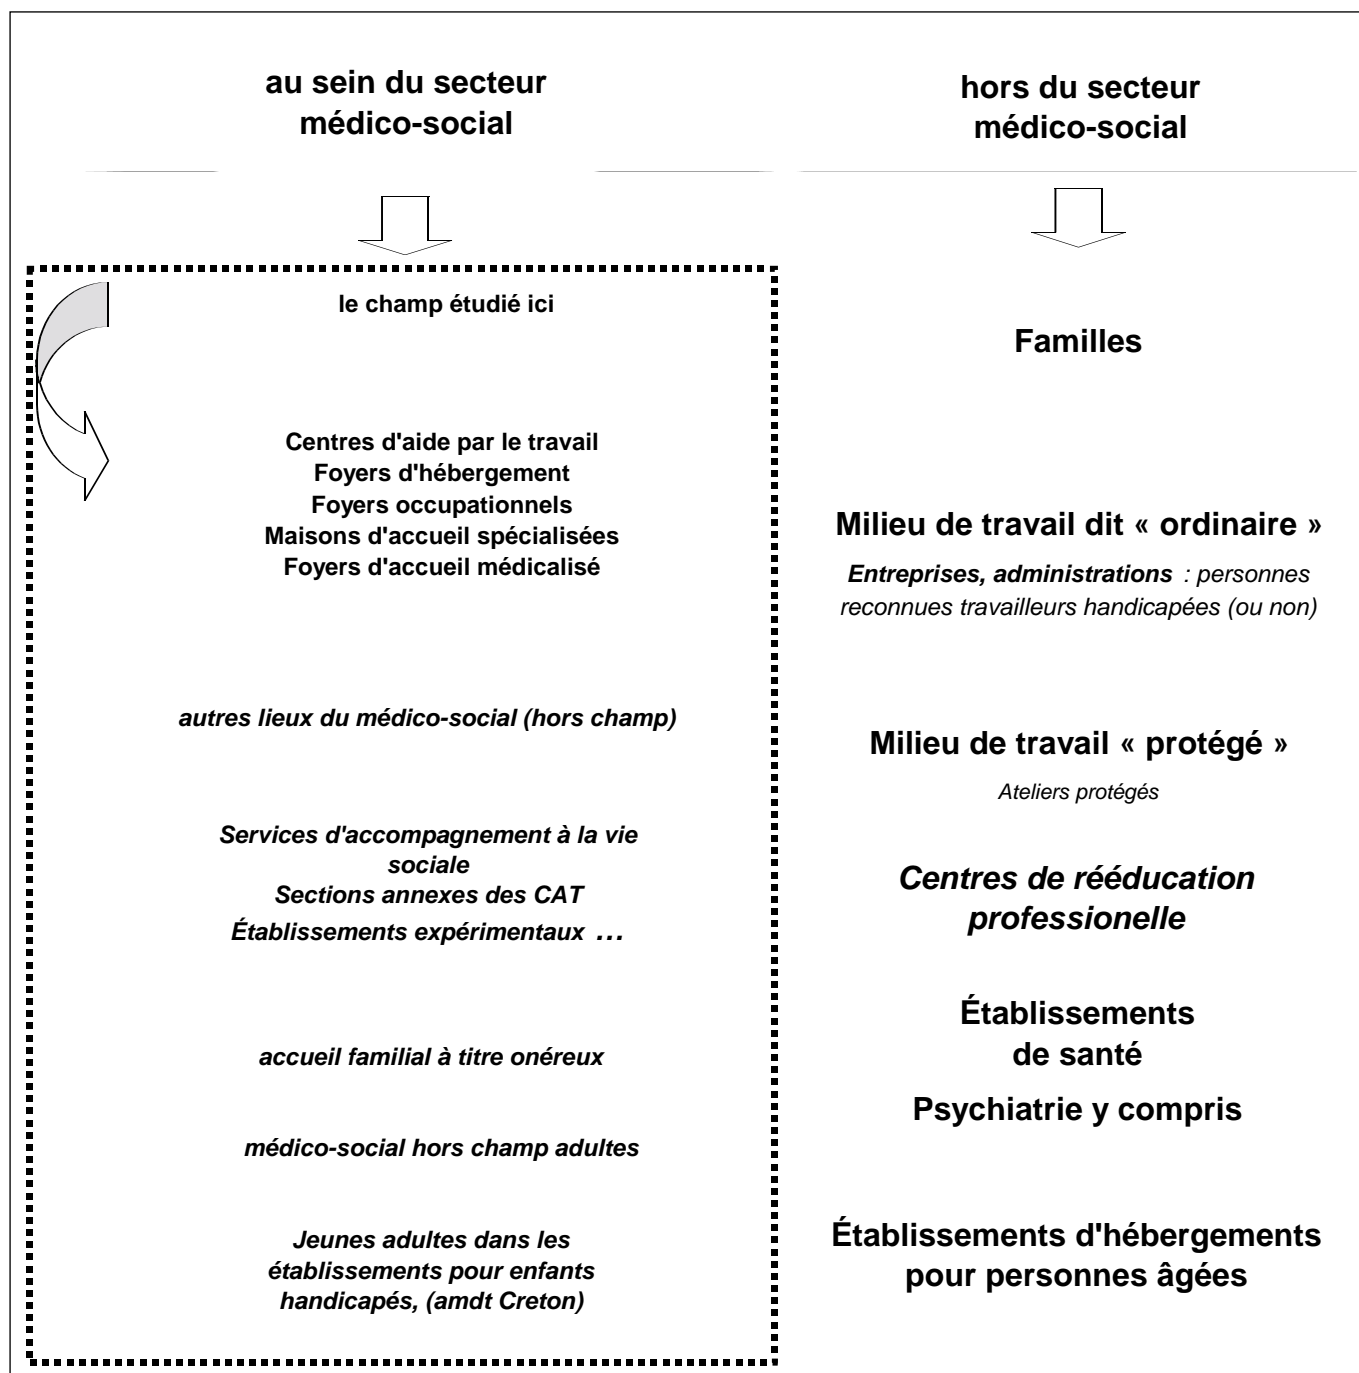 au sein du secteur
médico-social
hors du secteur
médico-social
le champ étudié ici
Centres d'aide par le travail
Foyers d'hébergement
Foyers occupationnels
Maisons d'accueil spécialisées
Foyers d'accueil médicalisé
autres lieux du médico-social (hors champ)
Services d'accompagnement à la vie
sociale
Sections annexes des CAT
Établissements expérimentaux ...
accueil familial à titre onéreux
médico-social hors champ adultes
Jeunes adultes dans les
établissements pour enfants
handicapés, (amdt Creton)
Familles
Milieu de travail dit « ordinaire »
Entreprises, administrations : personnes
reconnues travailleurs handicapées (ou non)
Milieu de travail « protégé »
Ateliers protégés
Centres de rééducation
professionelle
Établissements
de santé
Psychiatrie y compris
Établissements d'hébergements
pour personnes âgées